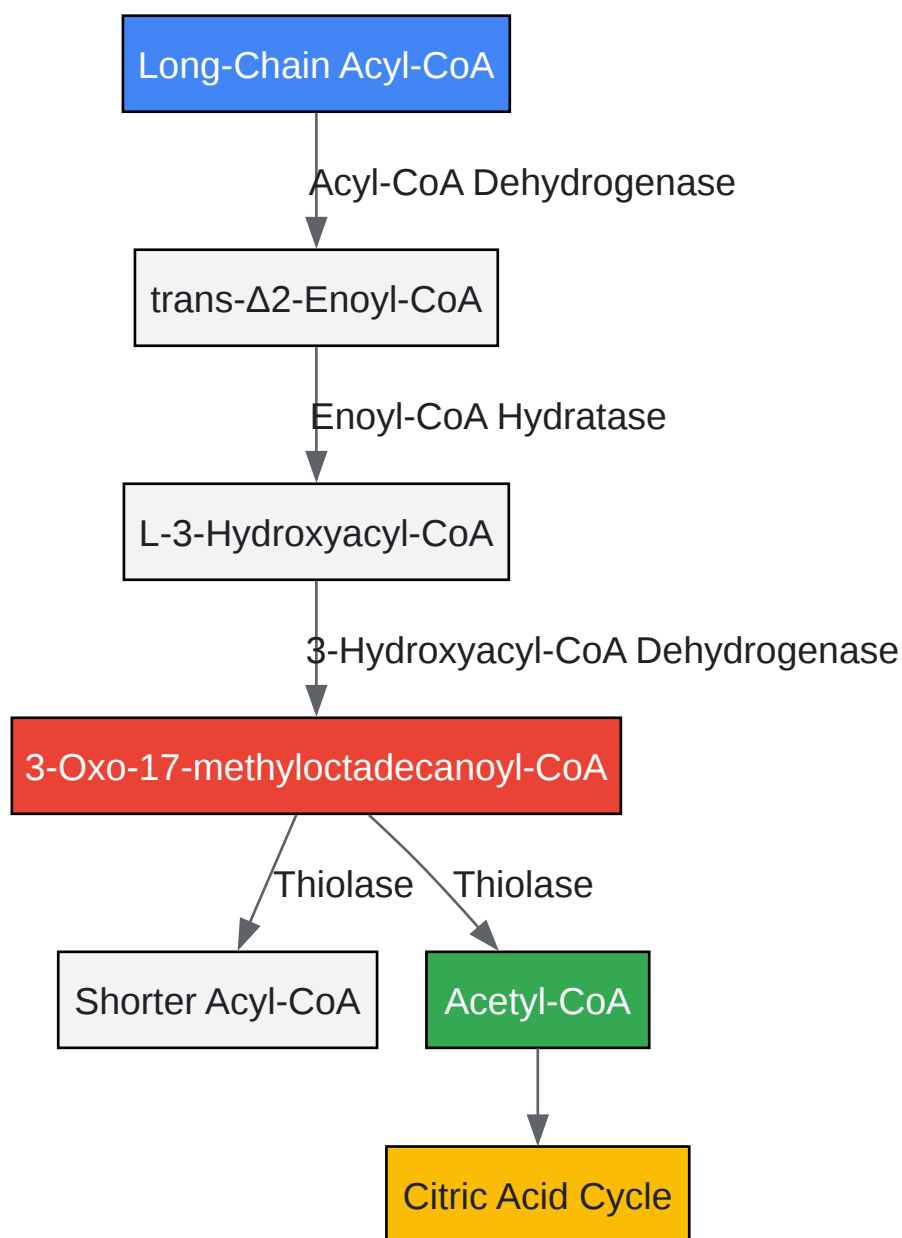 Long-Chain Acyl-CoA
Acyl-CoA Dehydrogenase
trans-Δ2-Enoyl-CoA
Enoyl-CoA Hydratase
L-3-Hydroxyacyl-CoA
3-Hydroxyacyl-CoA Dehydrogenase
3-Oxo-17-methyloctadecanoyl-CoA
Thiolase
Thiolase
Shorter Acyl-CoA
Acetyl-CoA
Citric Acid Cycle